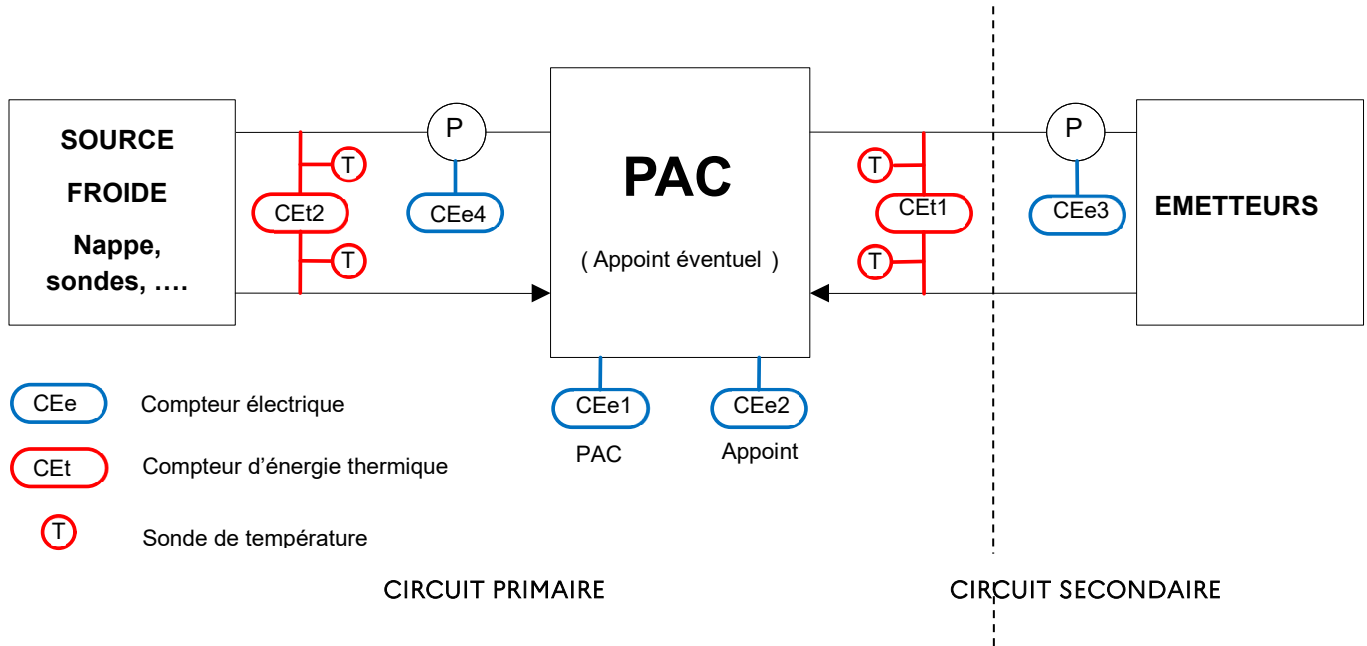 SOURCE
FROIDE
Nappe,
sondes, ....
T
CEt2
T
P
CEe4
PAC
( Appoint éventuel )
T
CEt1
T
P
CEe3
EMETTEURS
CEe1
PAC
CEe2
Appoint
CEe Compteur électrique
CEt Compteur d'énergie thermique
T Sonde de température
CIRCUIT PRIMAIRE
CIRCUIT SECONDAIRE